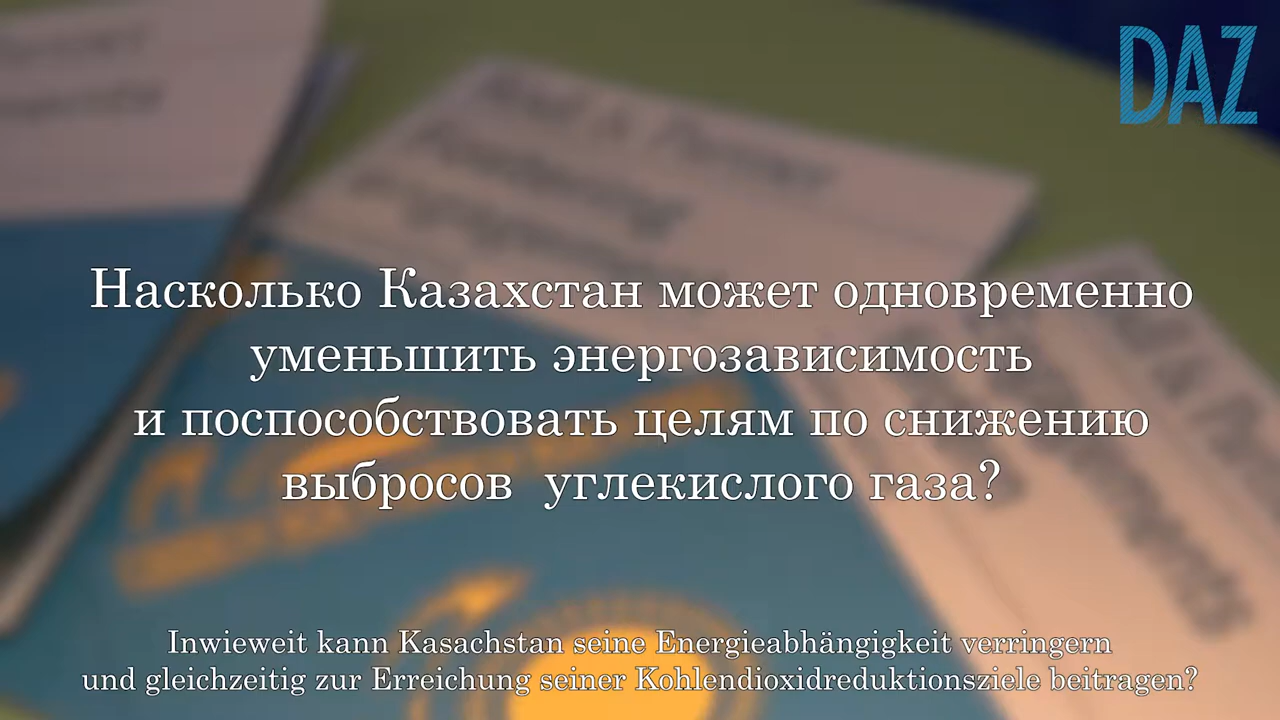 DAZ
Насколько Казахстан может одновременно
уменьшить энергозависимость
и поспособствовать целям по снижению
выбросов углекислого газа?
Inwieweit kann Kasachstan seine Energieabhängigkeit verringern
und gleichzeitig zur Erreichung seiner Kohlendioxidreduktionsziele beitragen?